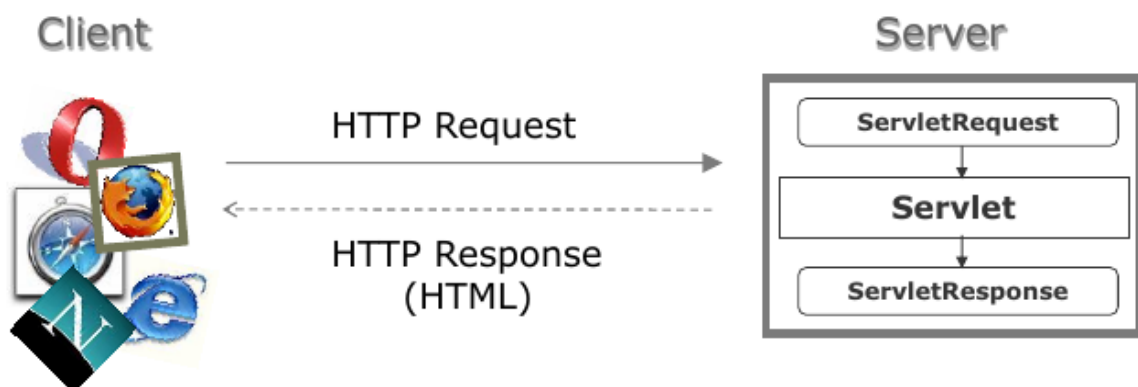 Client
Server
HTTP Request
HTTP Response
(HTML)
ServletRequest
Servlet
ServletResponse
N